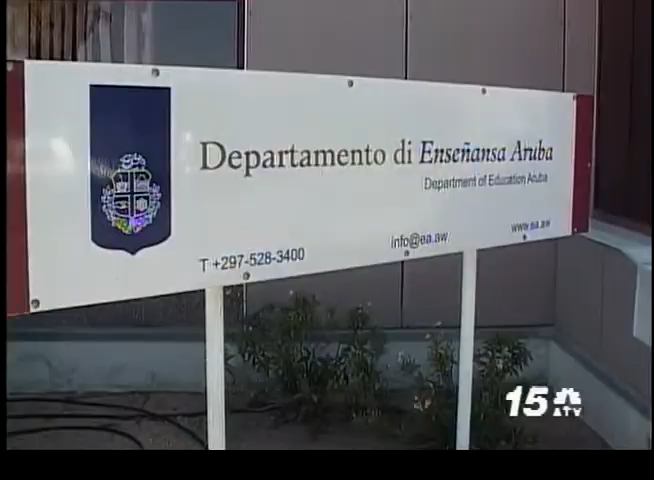 Departamento di Enseñansa Aruba
Department of Education Aruba
T +297-528-3400
info@ea.aw
www.ea.aw
15 ATV